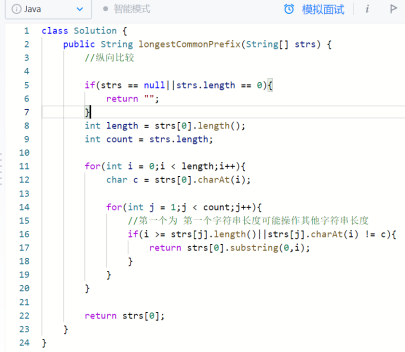 Java 智能模式 模拟面试 i
1 class Solution {
2     public String longestCommonPrefix(String[] strs) {
3         //纵向比较
4
5         if(strs == null||strs.length == 0){
6             return "";
7         }
8         int length = strs[0].length();
9         int count = strs.length;
10
11         for(int i = 0;i < length;i++){
12             char c = strs[0].charAt(i);
13
14             for(int j = 1;j < count;j++){
15                 //第一个为 第一个字符串长度可能操作其他字符串长度
16                 if(i >= strs[j].length()||strs[j].charAt(i) != c){
17                     return strs[0].substring(0,i);
18                 }
19             }
20         }
21
22         return strs[0];
23     }
24 }